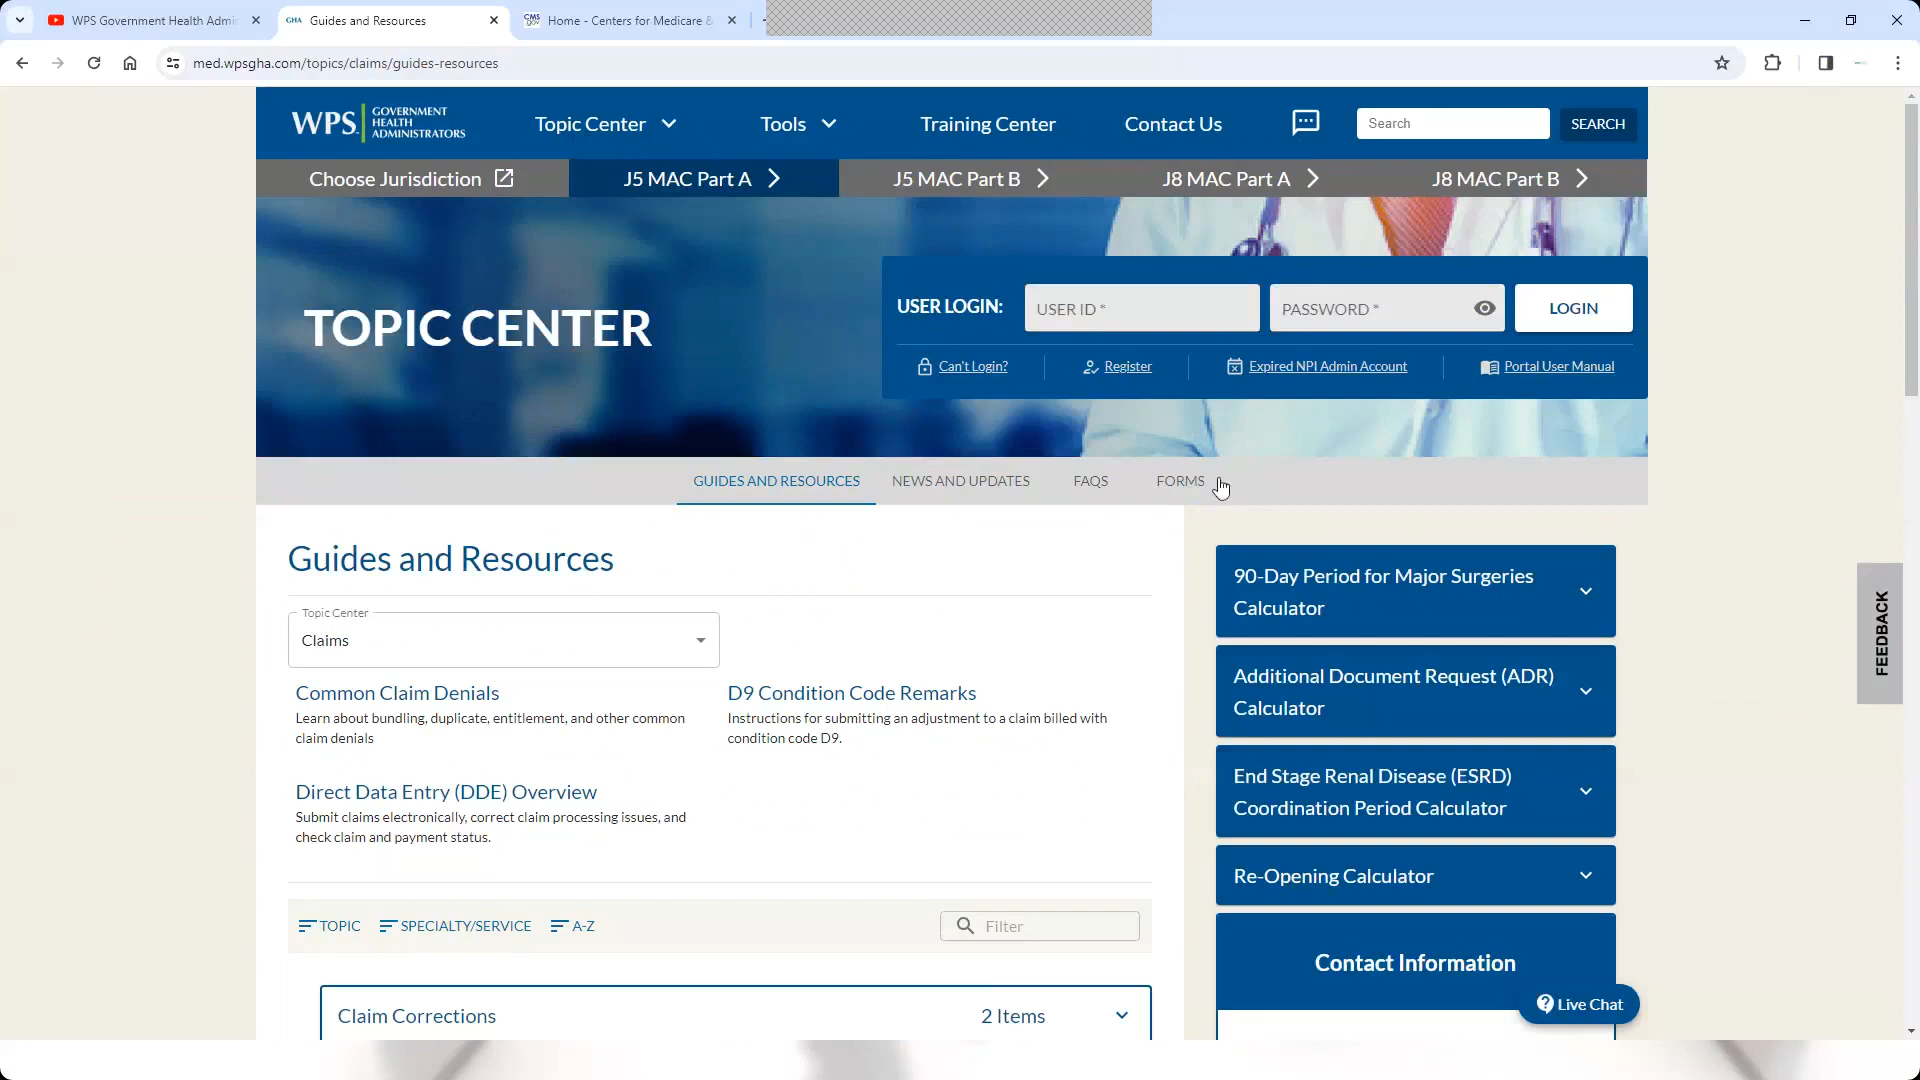 WPS Government Health Admin
GHA Guides and Resources
CMS.gov Home - Centers for Medicare &
med.wpsgha.com/topics/claims/guides-resources
WPS GOVERNMENT HEALTH ADMINISTRATORS
Topic Center
Tools
Training Center
Contact Us
Search
SEARCH
Choose Jurisdiction
J5 MAC Part A
J5 MAC Part B
J8 MAC Part A
J8 MAC Part B
TOPIC CENTER
USER LOGIN:
USER ID *
PASSWORD *
LOGIN
Can't Login?
Register
Expired NPI Admin Account
Portal User Manual
GUIDES AND RESOURCES
NEWS AND UPDATES
FAQS
FORMS
Guides and Resources
Topic Center
Claims
Common Claim Denials
Learn about bundling, duplicate, entitlement, and other common
claim denials
D9 Condition Code Remarks
Instructions for submitting an adjustment to a claim billed with
condition code D9.
Direct Data Entry (DDE) Overview
Submit claims electronically, correct claim processing issues, and
check claim and payment status.
TOPIC
SPECIALTY/SERVICE
A-Z
Filter
Claim Corrections
2 Items
90-Day Period for Major Surgeries
Calculator
Additional Document Request (ADR)
Calculator
End Stage Renal Disease (ESRD)
Coordination Period Calculator
Re-Opening Calculator
Contact Information
Live Chat
FEEDBACK